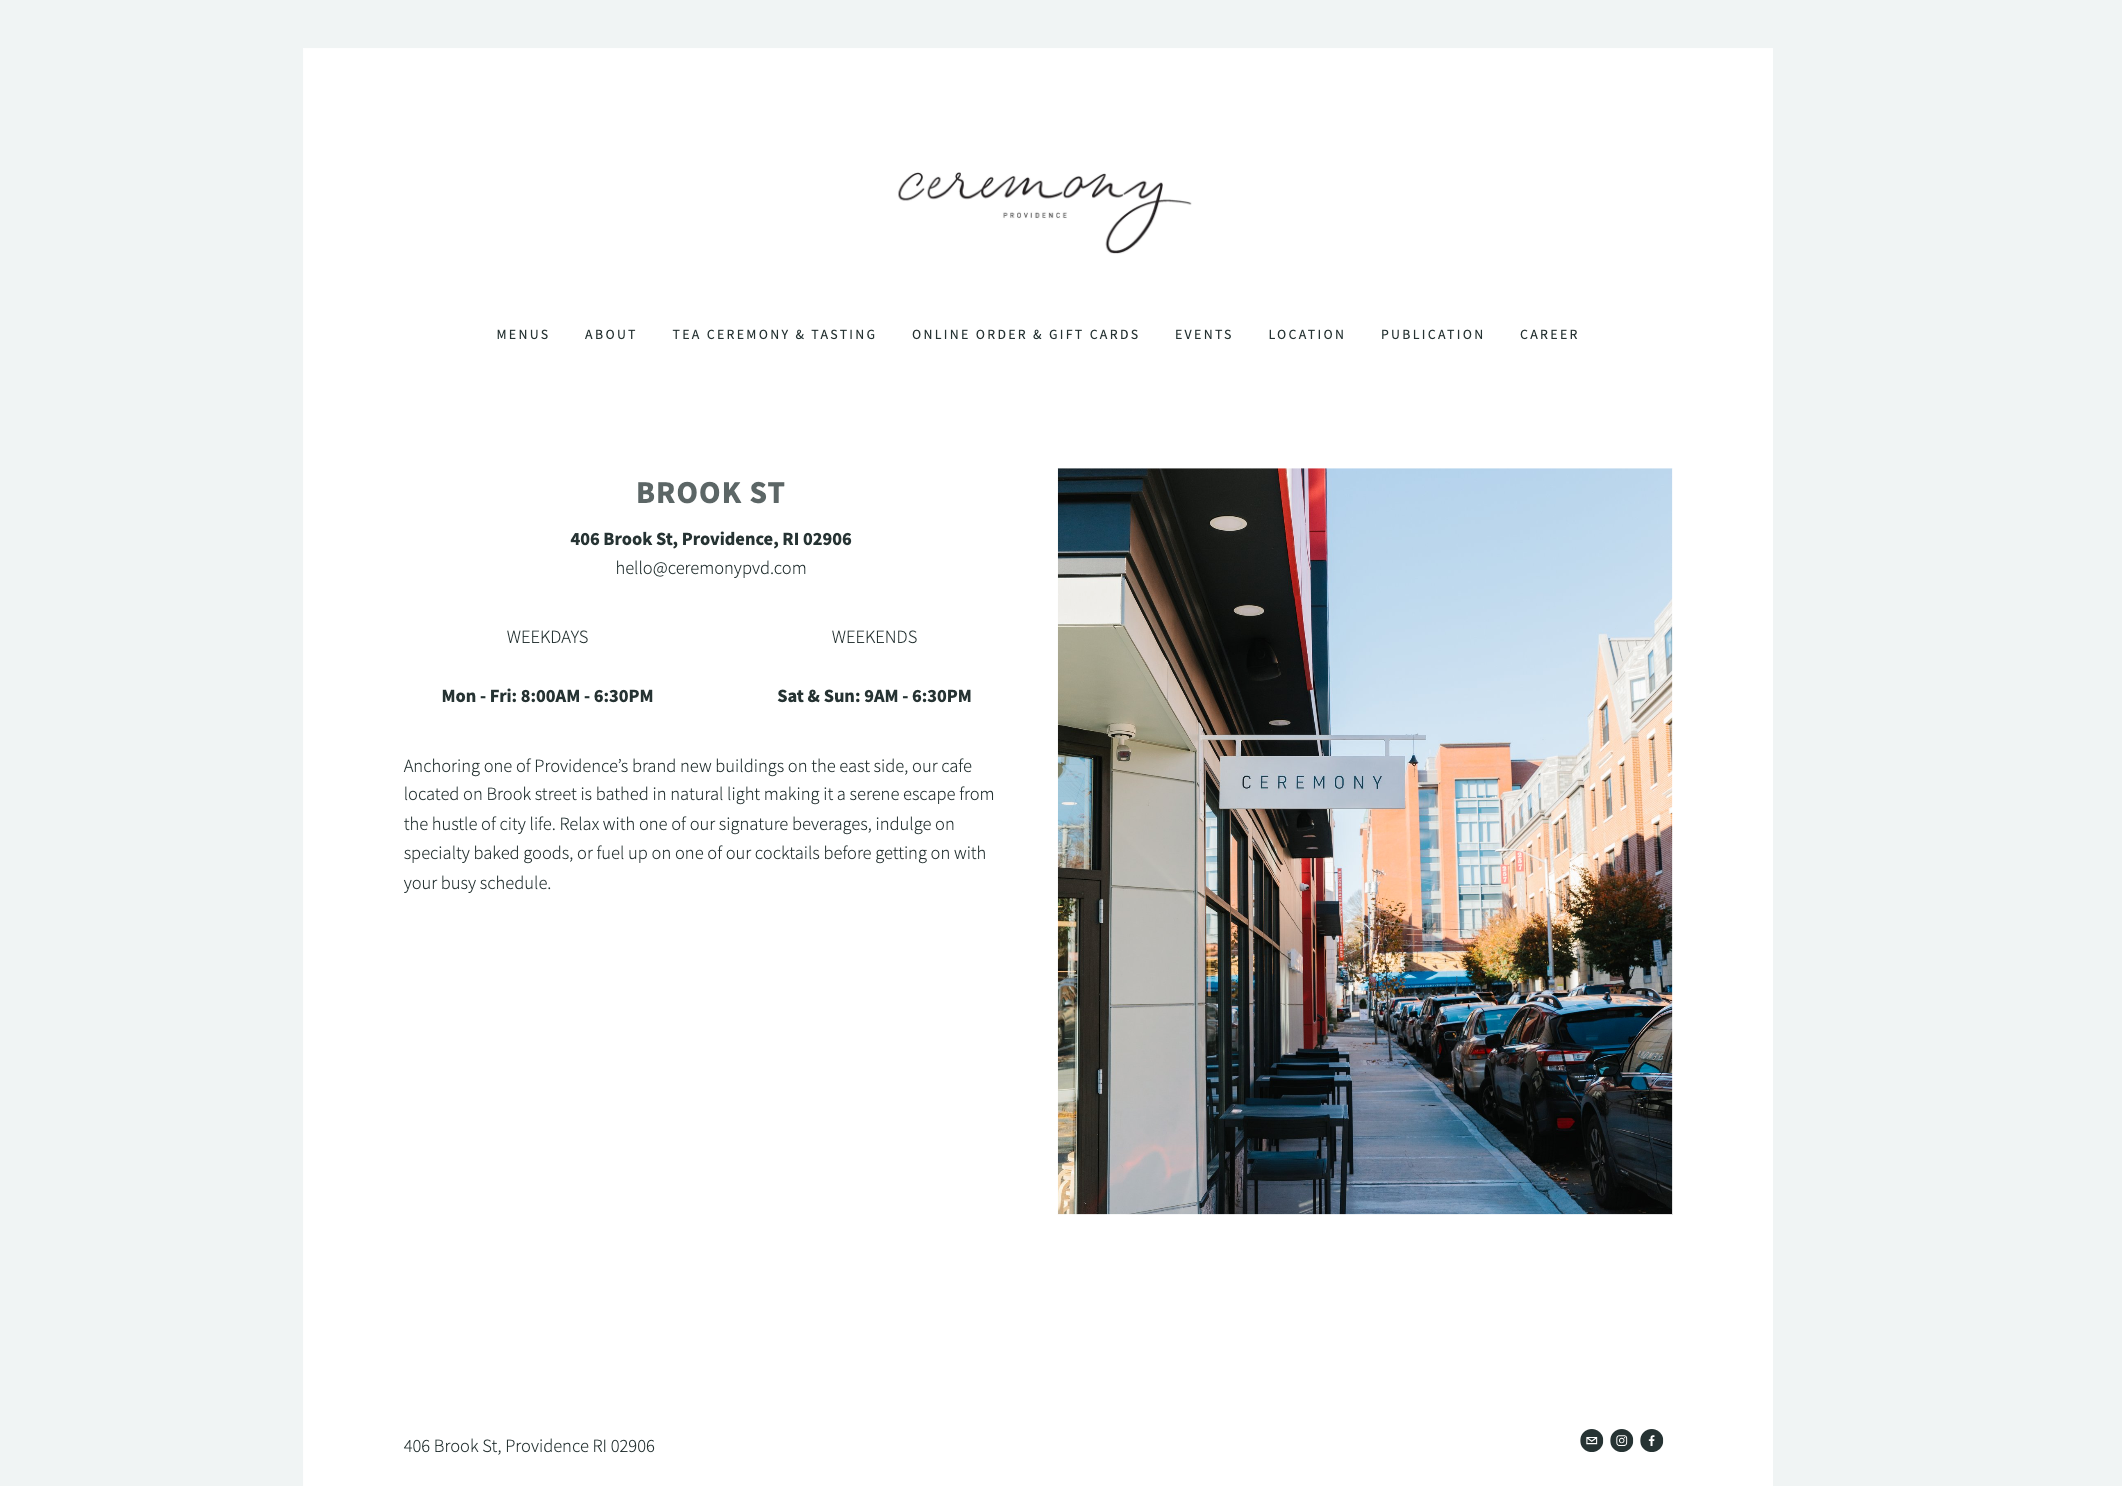 ceremony
PROVIDENCE
MENUS ABOUT TEA CEREMONY & TASTING ONLINE ORDER & GIFT CARDS EVENTS LOCATION PUBLICATION CAREER
BROOK ST
406 Brook St, Providence, RI 02906
hello@ceremonypvd.com
WEEKDAYS
WEEKENDS
Mon - Fri: 8:00AM - 6:30PM
Sat & Sun: 9AM - 6:30PM
Anchoring one of Providence’s brand new buildings on the east side, our cafe
located on Brook street is bathed in natural light making it a serene escape from
the hustle of city life. Relax with one of our signature beverages, indulge on
specialty baked goods, or fuel up on one of our cocktails before getting on with
your busy schedule.
CEREMONY
406 Brook St, Providence RI 02906